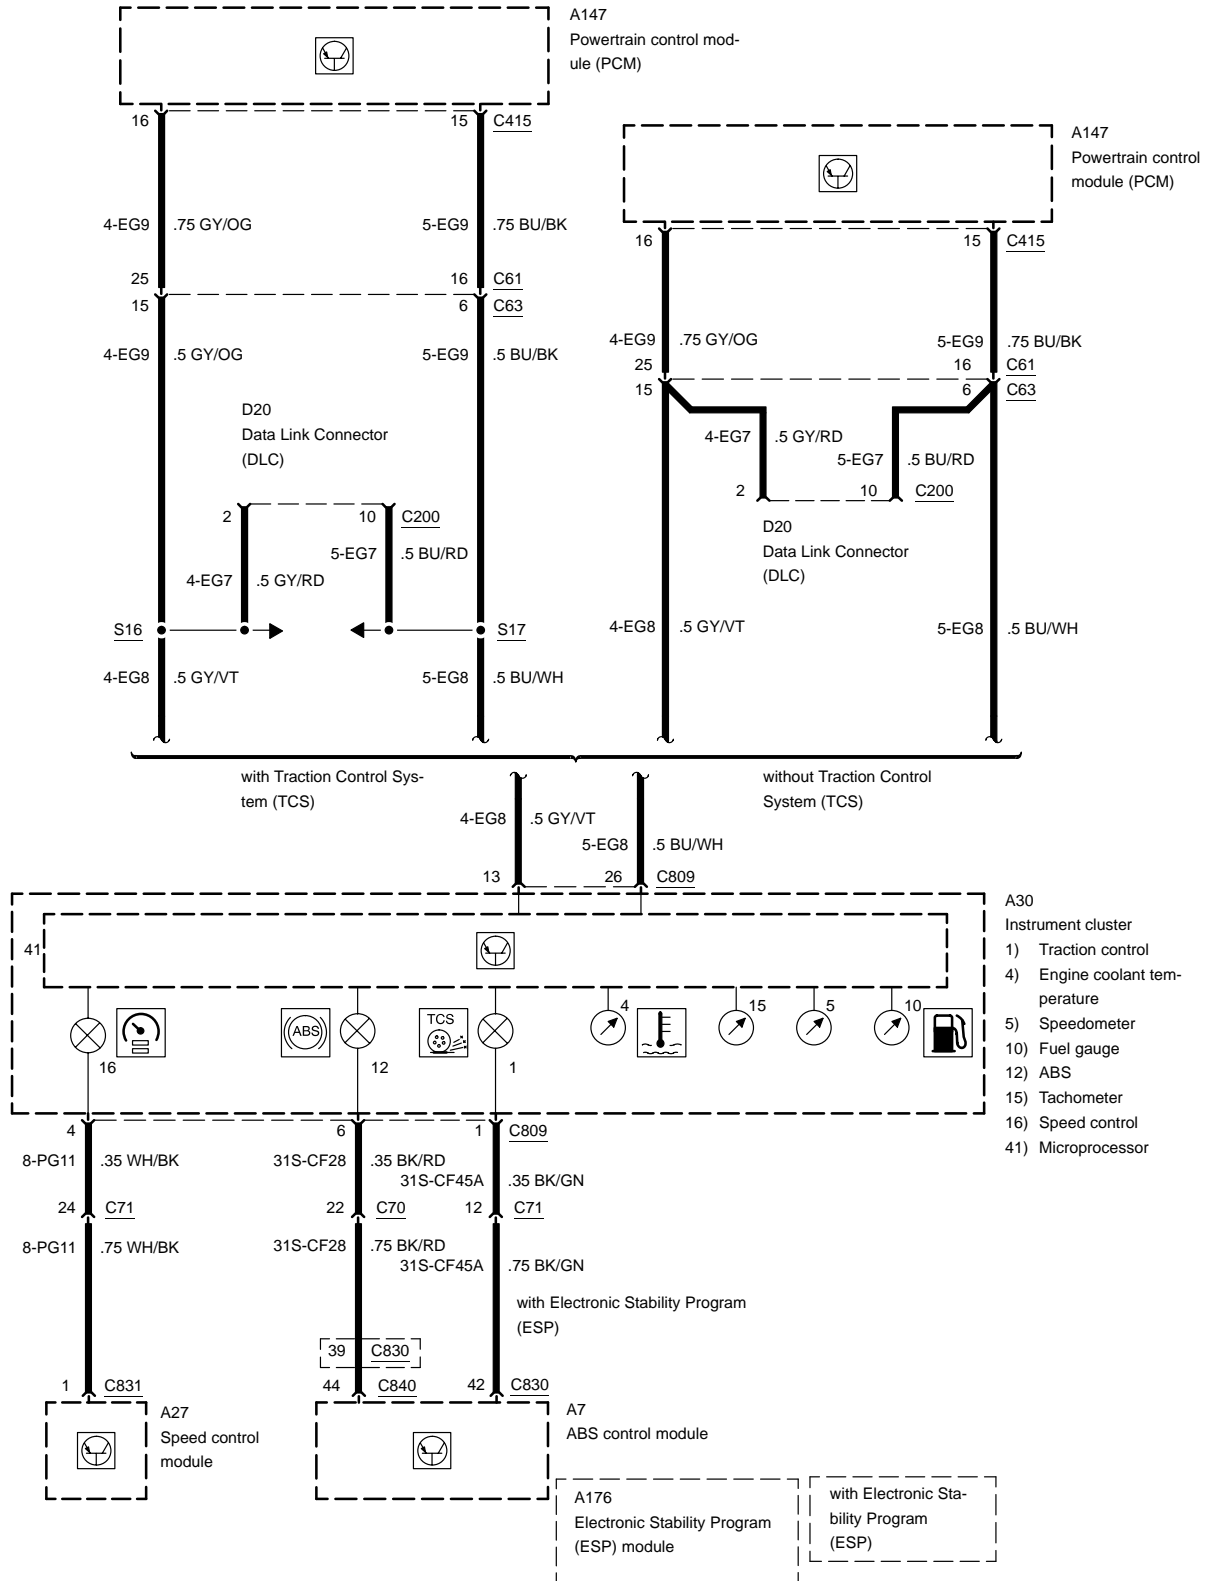 A147
Powertrain control mod-
ule (PCM)
16 15 C415
4-EG9 .75 GY/OG 5-EG9 .75 BU/BK
25 16 C61
15 6 C63
4-EG9 .5 GY/OG 5-EG9 .5 BU/BK
D20
Data Link Connector
(DLC)
2 10 C200
5-EG7 .5 BU/RD
4-EG7 .5 GY/RD
S16 S17
4-EG8 .5 GY/VT 5-EG8 .5 BU/WH
A147
Powertrain control
module (PCM)
16 15 C415
4-EG9 .75 GY/OG 5-EG9 .75 BU/BK
25 16 C61
15 6 C63
4-EG7 .5 GY/RD
5-EG7 .5 BU/RD
2 10 C200
D20
Data Link Connector
(DLC)
4-EG8 .5 GY/VT 5-EG8 .5 BU/WH
with Traction Control Sys-
tem (TCS)
without Traction Control
System (TCS)
4-EG8 .5 GY/VT
5-EG8 .5 BU/WH
13 26 C809
A30
Instrument cluster
1) Traction control
4) Engine coolant tem-
perature
5) Speedometer
10) Fuel gauge
12) ABS
15) Tachometer
16) Speed control
41) Microprocessor
41
4 15 5 10
ABS TCS
16 12 1
4 6 1 C809
8-PG11 .35 WH/BK 31S-CF28 .35 BK/RD
31S-CF45A .35 BK/GN
24 C71 22 C70 12 C71
8-PG11 .75 WH/BK 31S-CF28 .75 BK/RD
31S-CF45A .75 BK/GN
with Electronic Stability Program
(ESP)
39 C830
1 C831 44 C840 42 C830
A27
Speed control
module
A7
ABS control module
A176
Electronic Stability Program
(ESP) module
with Electronic Sta-
bility Program
(ESP)